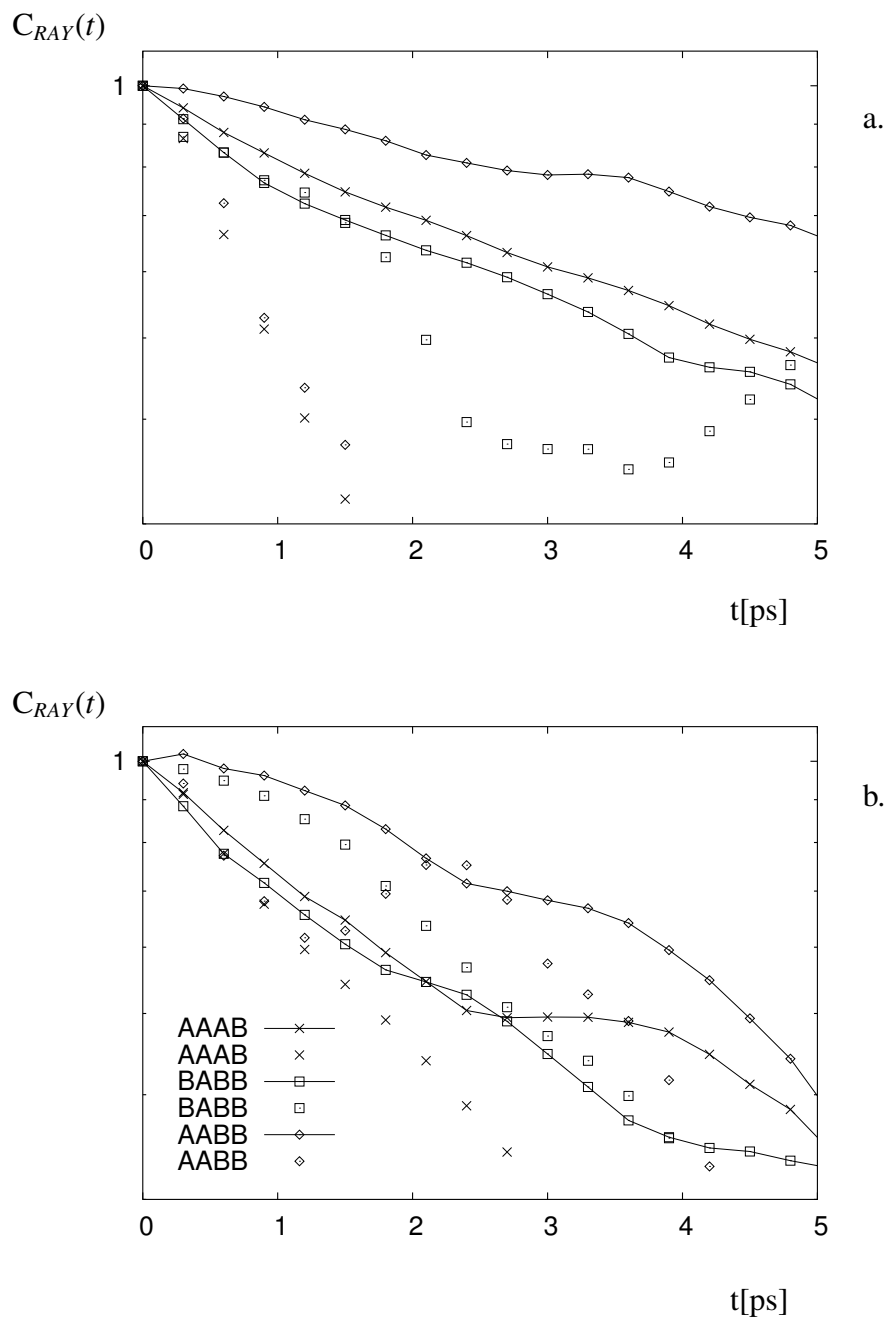 C_RAY(t)
1
a.
0 1 2 3 4 5
t[ps]
C_RAY(t)
1
b.
AAAB
AAAB
BABB
BABB
AABB
AABB
0 1 2 3 4 5
t[ps]